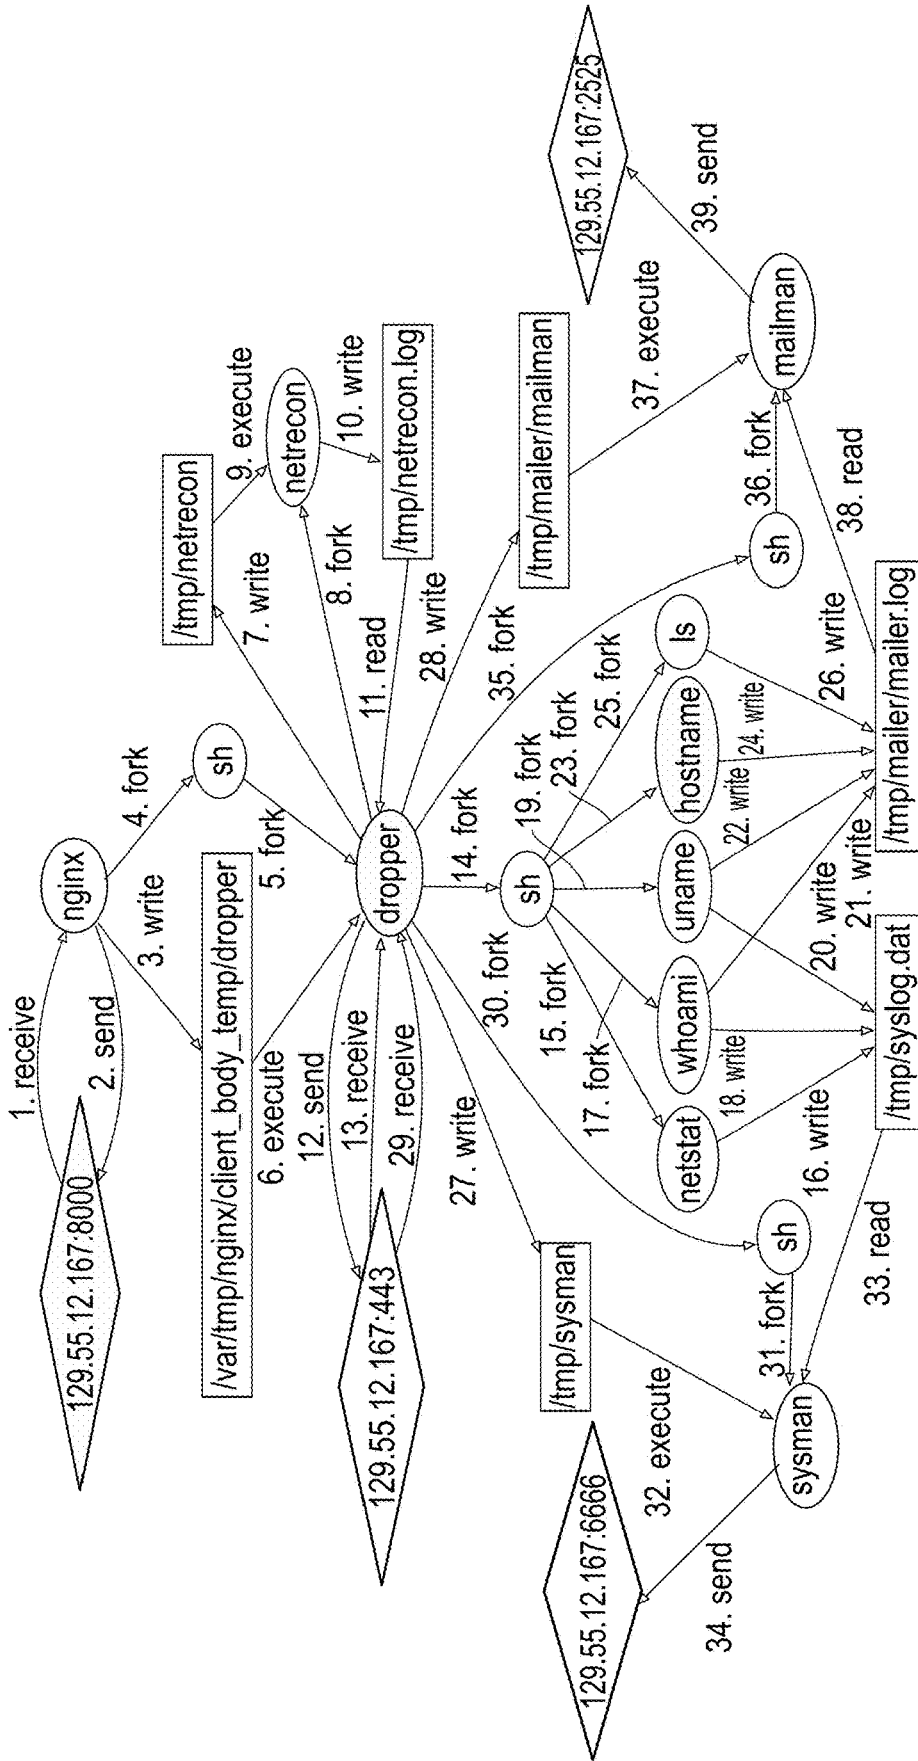 1. receive
nginx
2. send
129.55.12.167:8000
4. fork
3. write
sh
/var/tmp/nginx/client_body_temp/dropper
5. fork
6. execute
/tmp/netrecon
9. execute
7. write
netrecon
8. fork
10. write
/tmp/netrecon.log
11. read
12. send
13. receive
29. receive
129.55.12.167:443
dropper
28. write
27. write
14. fork
35. fork
30. fork
/tmp/mailer/mailman
/tmp/sysman
129.55.12.167:2525
129.55.12.167:6666
sh
19. fork
23. fork
25. fork
15. fork
17. fork
37. execute
39. send
32. execute
34. send
netstat
whoami
uname
hostname
ls
18. write
22. write
24. write
16. write
20. write
21. write
26. write
sh
36. fork
mailman
sh
31. fork
sysman
38. read
33. read
/tmp/syslog.dat
/tmp/mailer/mailer.log